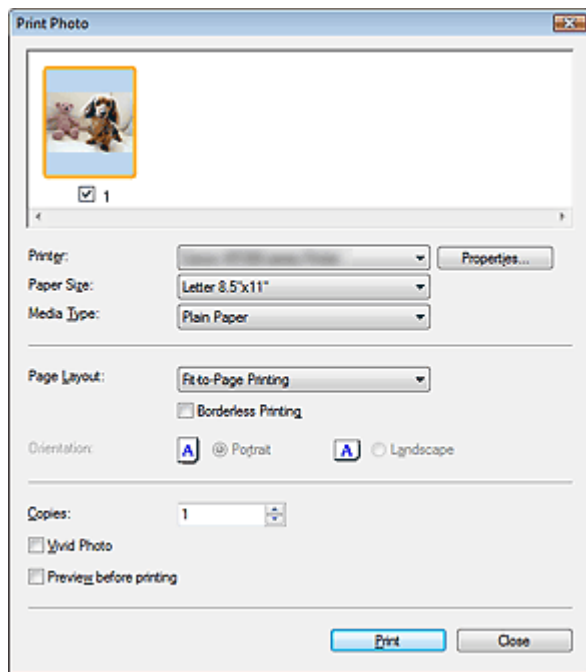 Print Photo
1
Printer:
Properties...
Paper Size: Letter 8.5"x11"
Media Type: Plain Paper
Page Layout: Fit-to-Page Printing
Borderless Printing
Orientation: A Portrait A Landscape
Copies: 1
Vivid Photo
Preview before printing
Print Close